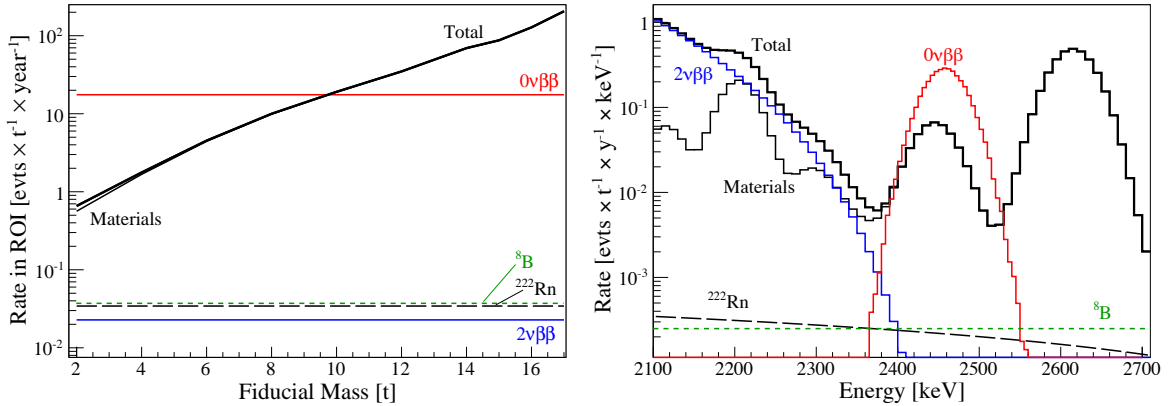 Rate in ROI [evts × t⁻¹ × year⁻¹]
10²
10
1
10⁻¹
10⁻²
Total
0νββ
Materials
⁸B
²²²Rn
2νββ
2 4 6 8 10 12 14 16
Fiducial Mass [t]
Rate [evts × t⁻¹ × y⁻¹ × keV⁻¹]
1
10⁻¹
10⁻²
10⁻³
Total
0νββ
2νββ
Materials
²²²Rn
⁸B
2100 2200 2300 2400 2500 2600 2700
Energy [keV]